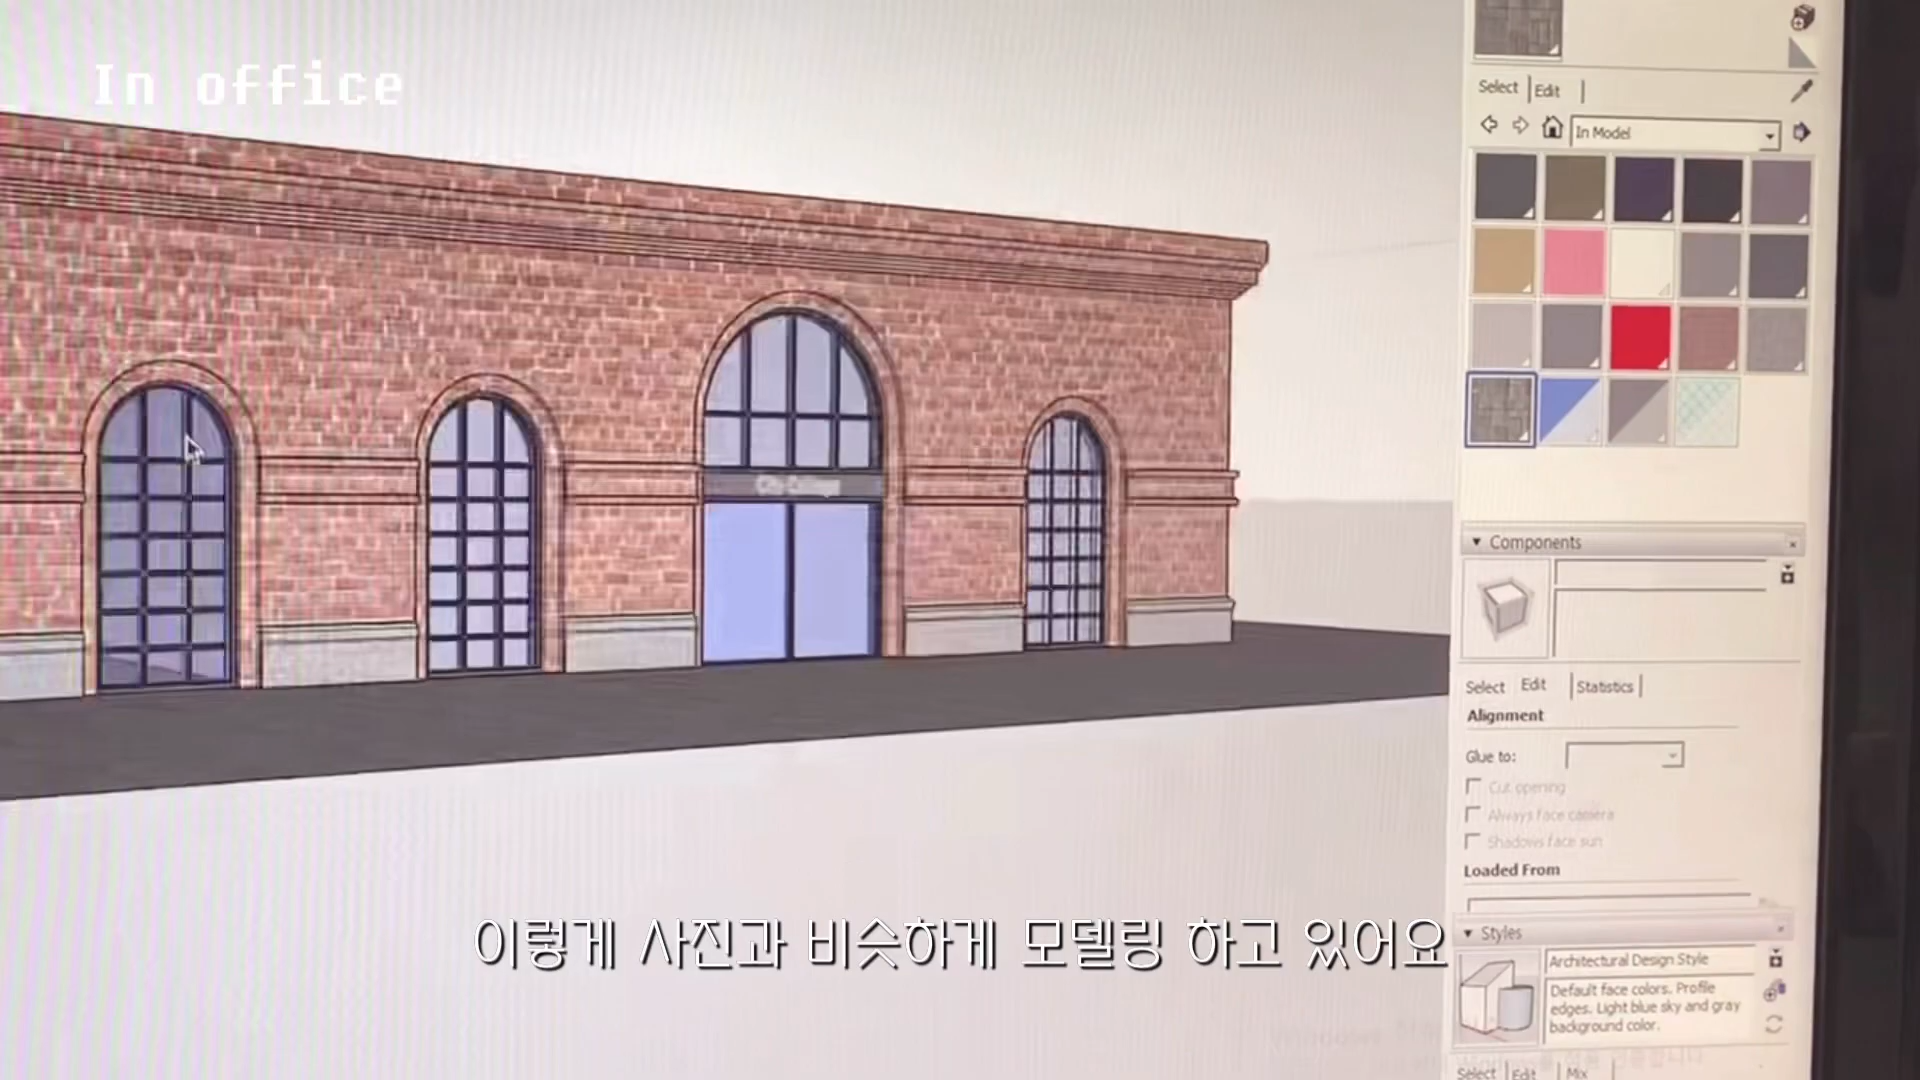 In office
Select Edit
In Model
Components
Select Edit Statistics
Alignment
Glue to:
Cut opening
Always face camera
Shadows face sun
Loaded From
이렇게 사진과 비슷하게 모델링 하고 있어요
Styles
Architectural Design Style
Default face colors. Profile
edges. Light blue sky and gray
background color.
Select Edit Mix